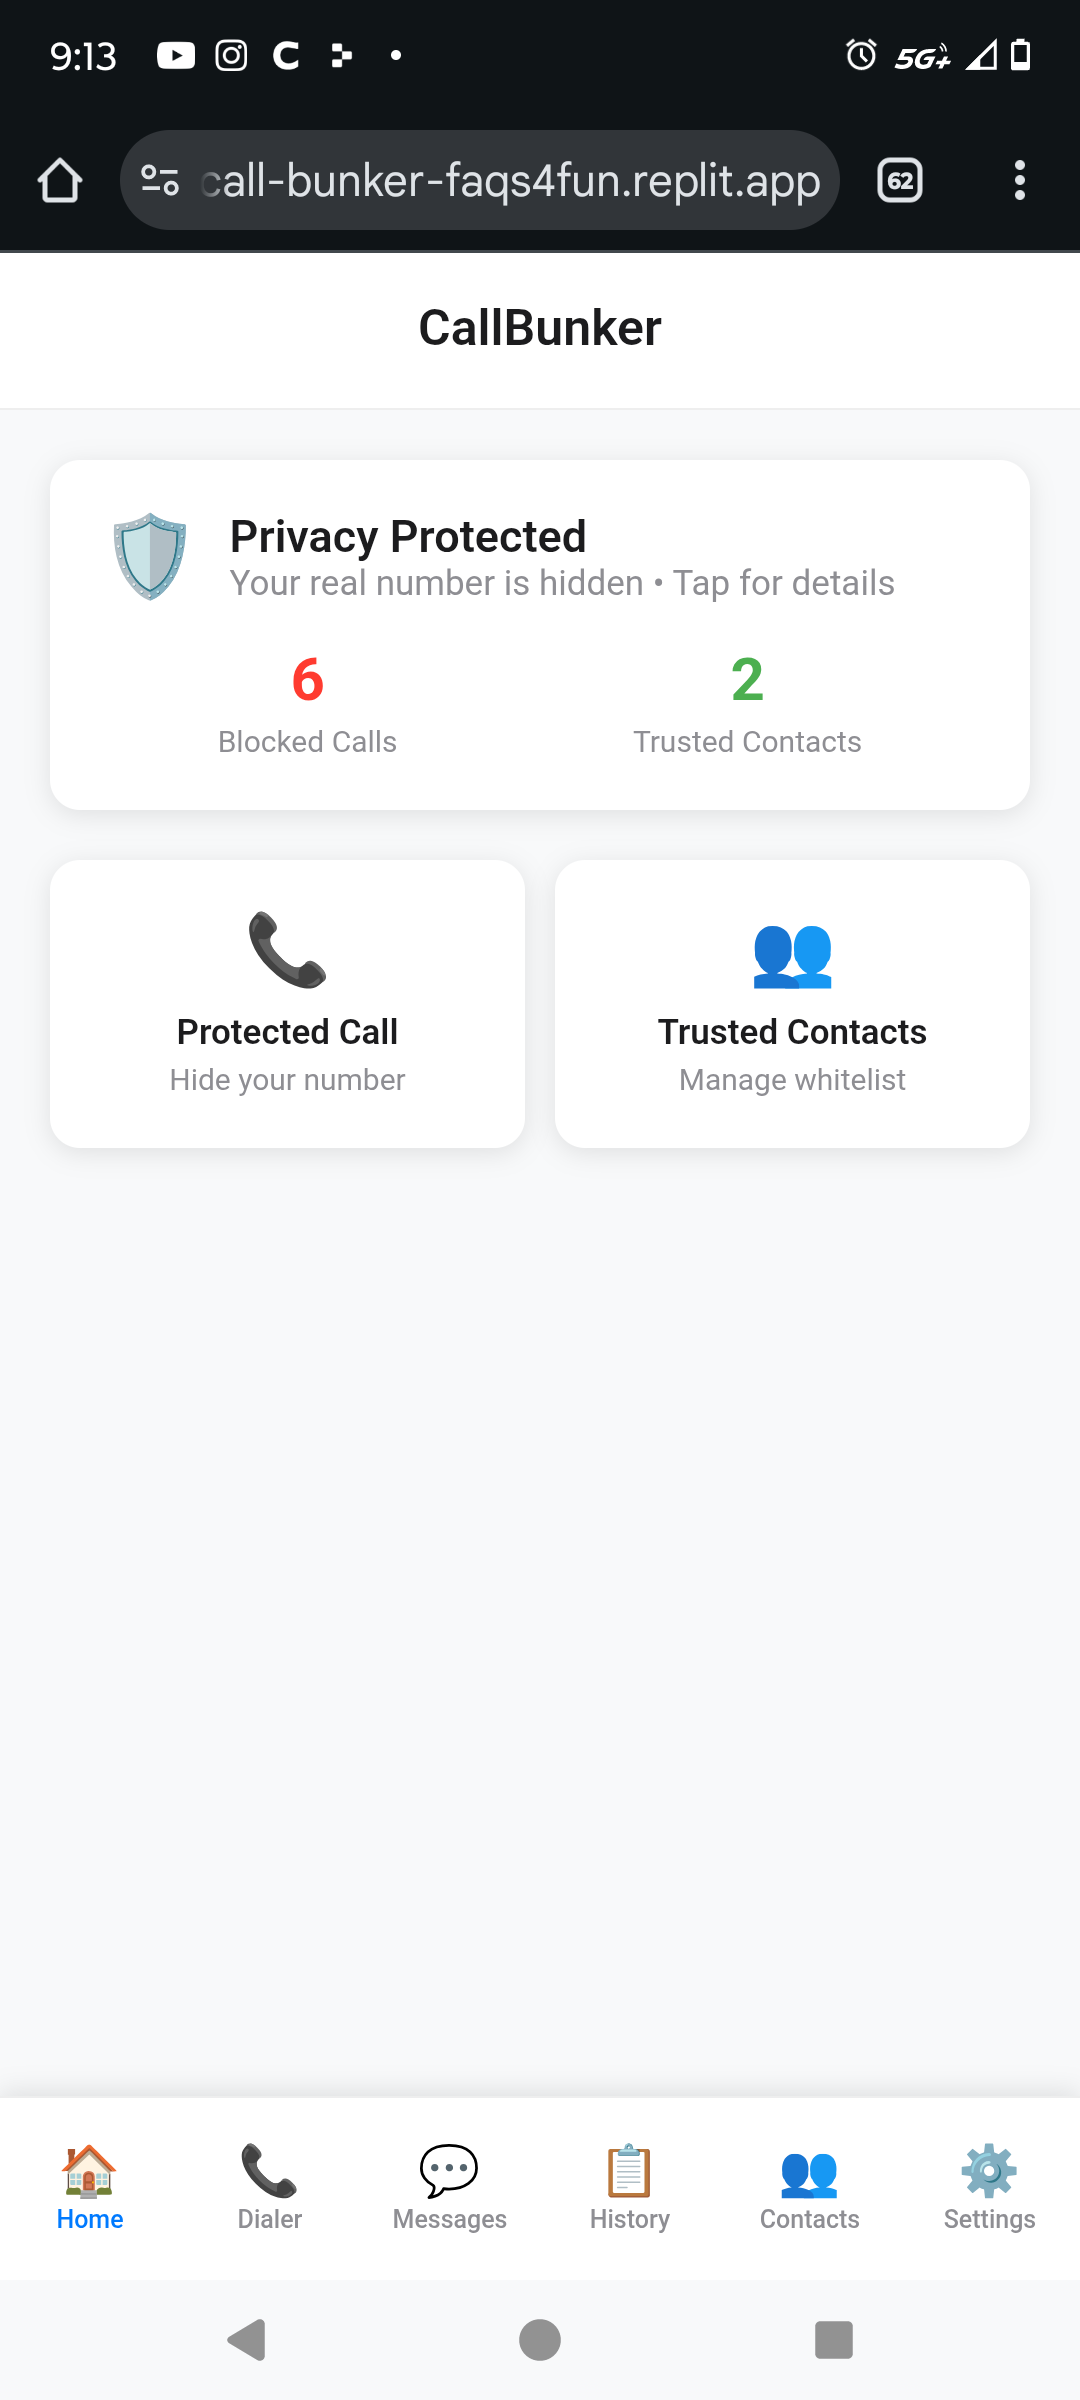 9:13
5G+
call-bunker-faqs4fun.replit.app
62
CallBunker
Privacy Protected
Your real number is hidden • Tap for details
6
2
Blocked Calls
Trusted Contacts
Protected Call
Trusted Contacts
Hide your number
Manage whitelist
Home
Dialer
Messages
History
Contacts
Settings